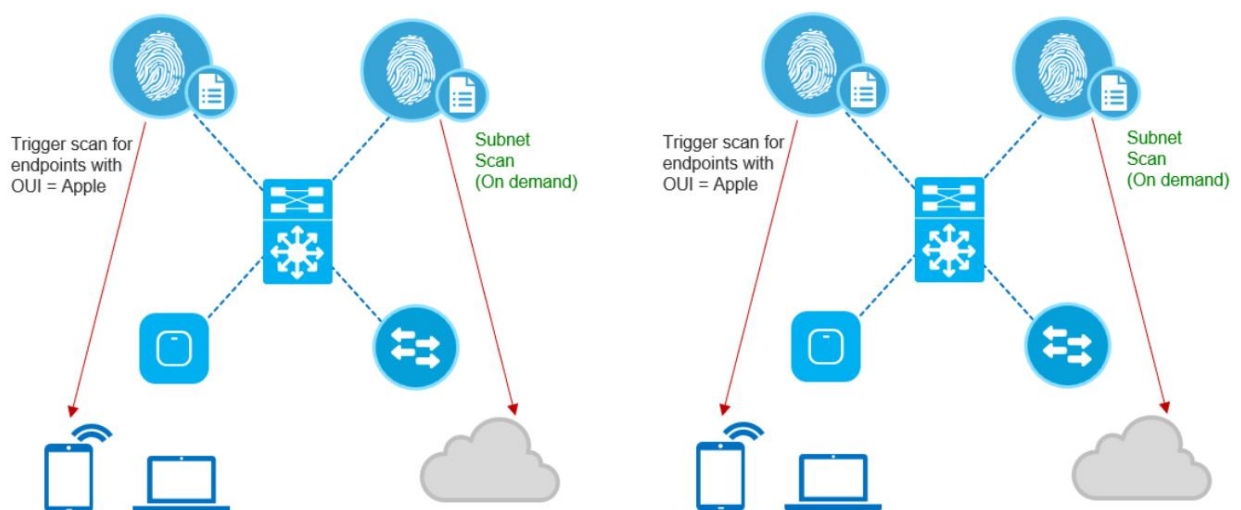 Trigger scan for
endpoints with
OUI = Apple
Subnet
Scan
(On demand)
Trigger scan for
endpoints with
OUI = Apple
Subnet
Scan
(On demand)